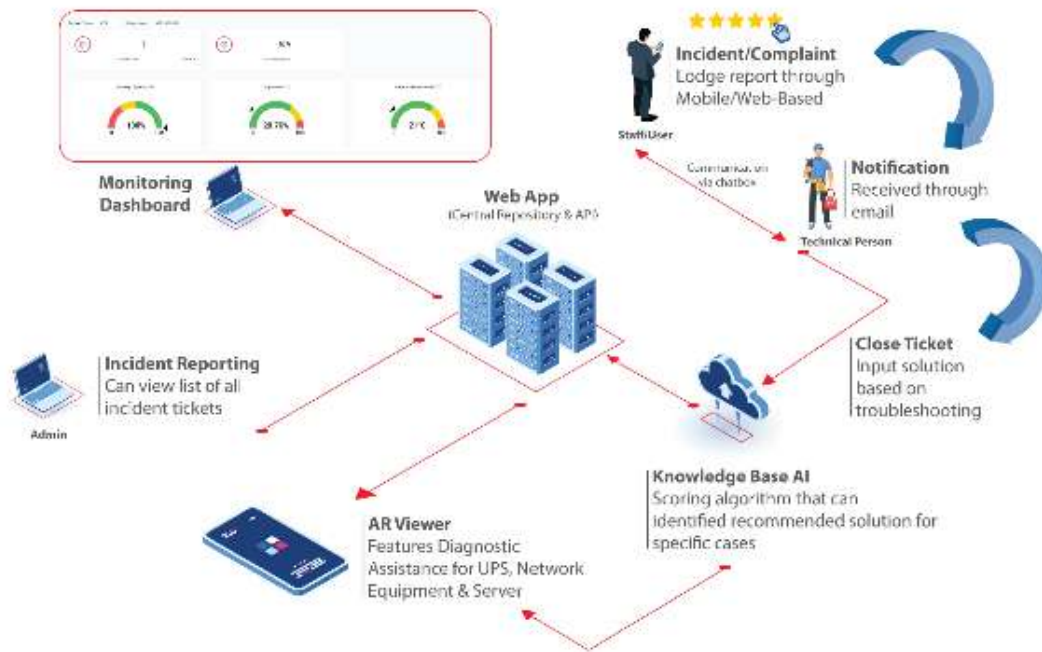 Incident/Complaint
Lodge report through
Mobile/Web-Based
Staff/User
Communication
via chatbox
Notification
Received through
email
Technical Person
Monitoring
Dashboard
Web App
(Central Repository & API)
Close Ticket
Input solution
based on
troubleshooting
Incident Reporting
Can view list of all
incident tickets
Admin
Knowledge Base AI
Scoring algorithm that can
identified recommended solution for
specific cases
AR Viewer
Features Diagnostic
Assistance for UPS, Network
Equipment & Server